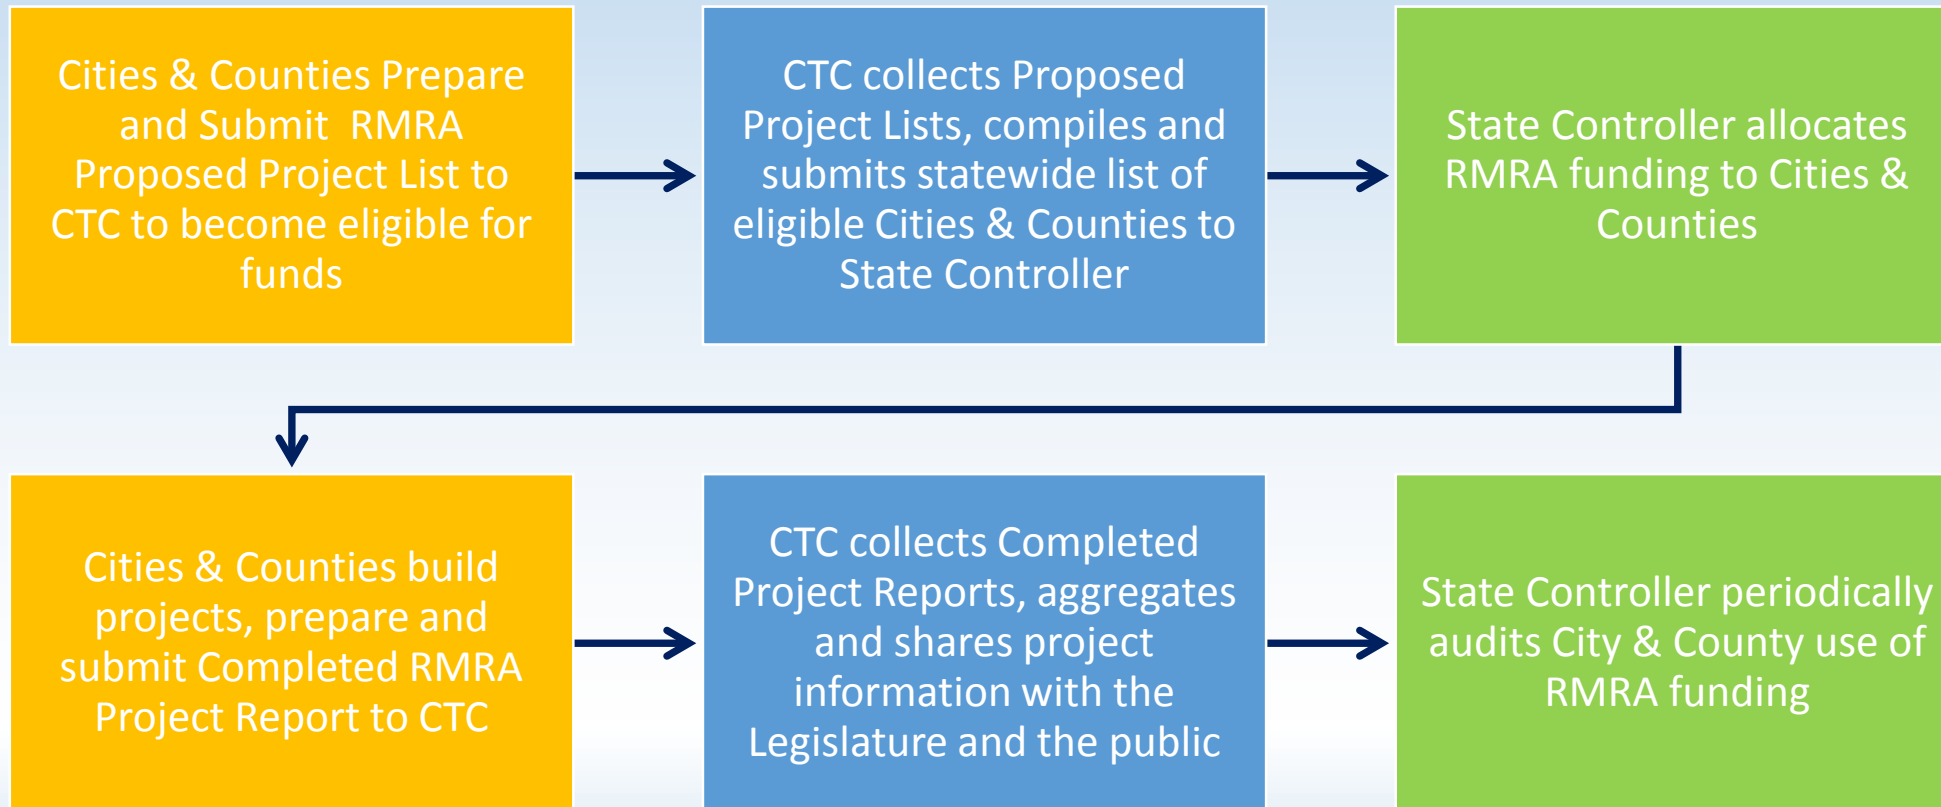 Cities & Counties Prepare
and Submit RMRA
Proposed Project List to
CTC to become eligible for
funds
CTC collects Proposed
Project Lists, compiles and
submits statewide list of
eligible Cities & Counties to
State Controller
State Controller allocates
RMRA funding to Cities &
Counties
Cities & Counties build
projects, prepare and
submit Completed RMRA
Project Report to CTC
CTC collects Completed
Project Reports, aggregates
and shares project
information with the
Legislature and the public
State Controller periodically
audits City & County use of
RMRA funding